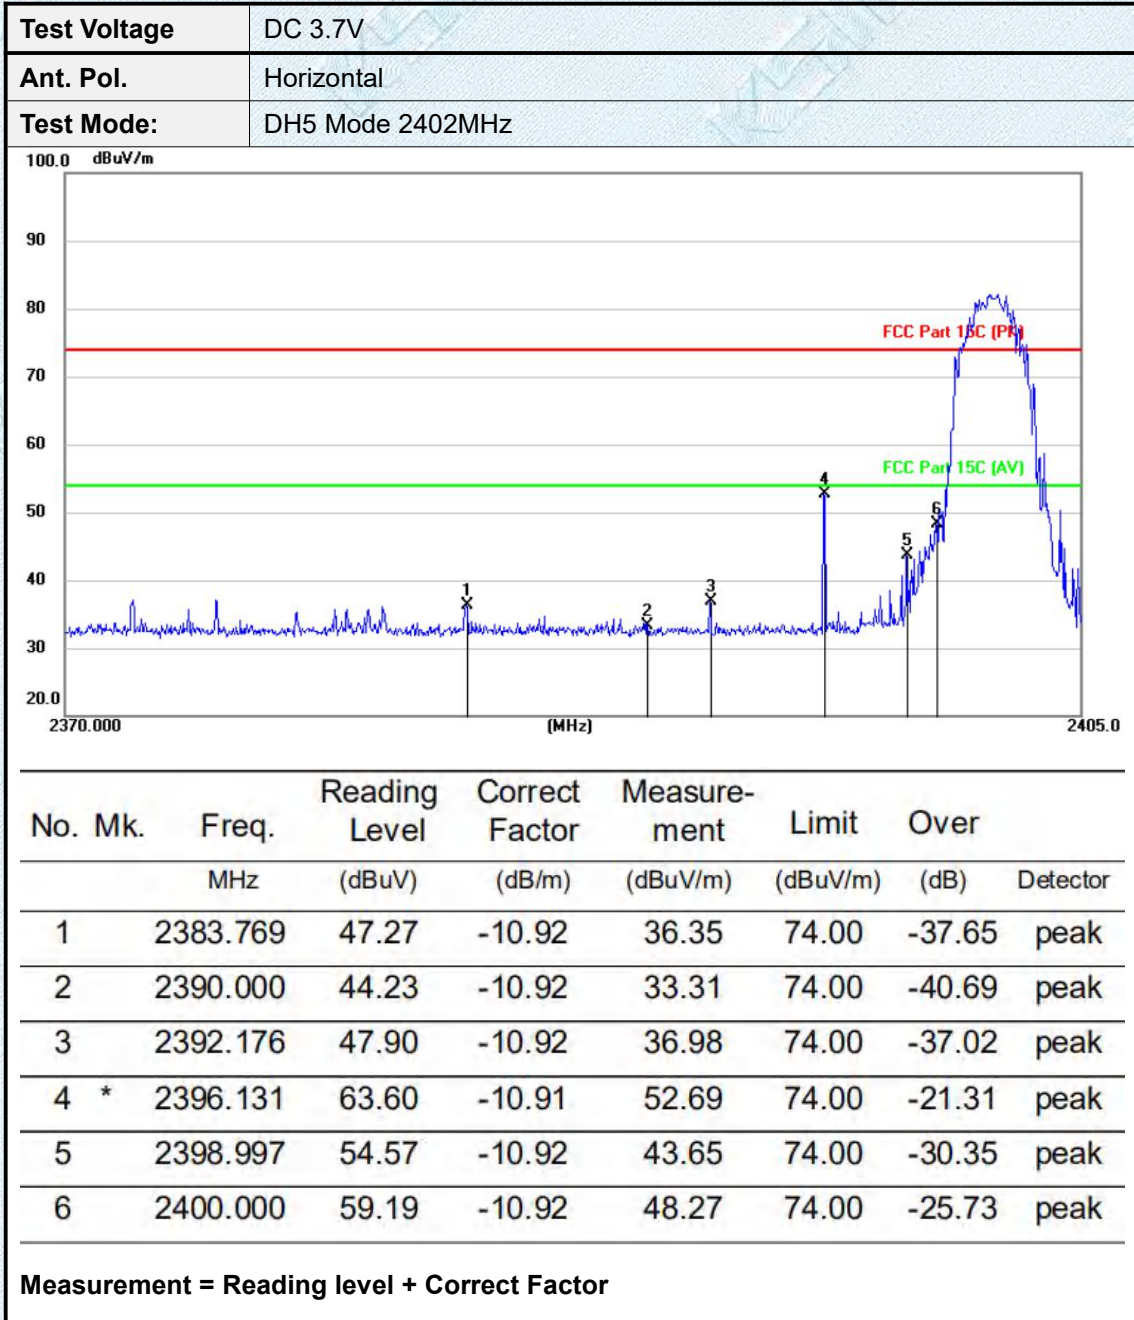 Test Voltage DC 3.7V
Ant. Pol. Horizontal
Test Mode: DH5 Mode 2402MHz
100.0 dBuV/m
90
80
FCC Part 15C (PK)
70
60
FCC Part 15C (AV)
4
50
6
5
40
1
3
2
30
20.0
2370.000 (MHz) 2405.0
No. Mk. Freq. Reading Level Correct Factor Measure-ment Limit Over
MHz (dBuV) (dB/m) (dBuV/m) (dBuV/m) (dB) Detector
1 2383.769 47.27 -10.92 36.35 74.00 -37.65 peak
2 2390.000 44.23 -10.92 33.31 74.00 -40.69 peak
3 2392.176 47.90 -10.92 36.98 74.00 -37.02 peak
4 * 2396.131 63.60 -10.91 52.69 74.00 -21.31 peak
5 2398.997 54.57 -10.92 43.65 74.00 -30.35 peak
6 2400.000 59.19 -10.92 48.27 74.00 -25.73 peak
Measurement = Reading level + Correct Factor